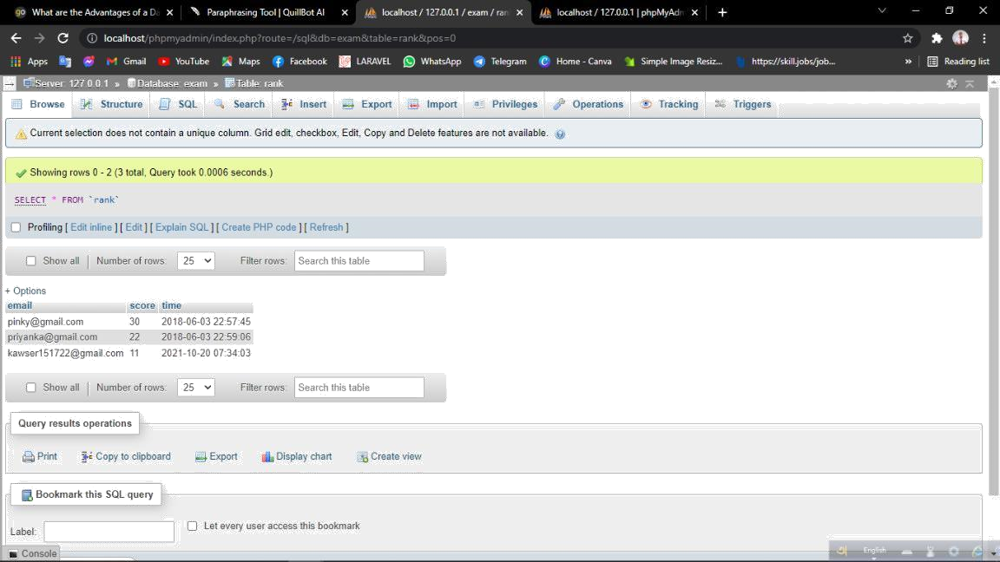 What are the Advantages of a Da
Paraphrasing Tool | QuillBot AI
localhost / 127.0.0.1 / exam / ran
localhost / 127.0.0.1 | phpMyAdm
localhost/phpmyadmin/index.php?route=/sql&db=exam&table=rank&pos=0
Apps Gmail YouTube Maps Facebook LARAVEL WhatsApp Telegram Home - Canva Simple Image Resiz... https://skill.jobs/job... » Reading list
Server: 127.0.0.1 » Database: exam » Table: rank
Browse Structure SQL Search Insert Export Import Privileges Operations Tracking Triggers
Current selection does not contain a unique column. Grid edit, checkbox, Edit, Copy and Delete features are not available.
Showing rows 0 - 2 (3 total, Query took 0.0006 seconds.)
SELECT * FROM `rank`
Profiling [ Edit inline ] [ Edit ] [ Explain SQL ] [ Create PHP code ] [ Refresh ]
Show all | Number of rows: 25 Filter rows: Search this table
+ Options
email score time
pinky@gmail.com 30 2018-06-03 22:57:45
priyanka@gmail.com 22 2018-06-03 22:59:06
kawser151722@gmail.com 11 2021-10-20 07:34:03
Show all | Number of rows: 25 Filter rows: Search this table
Query results operations
Print Copy to clipboard Export Display chart Create view
Bookmark this SQL query
Label: Let every user access this bookmark
Console
English